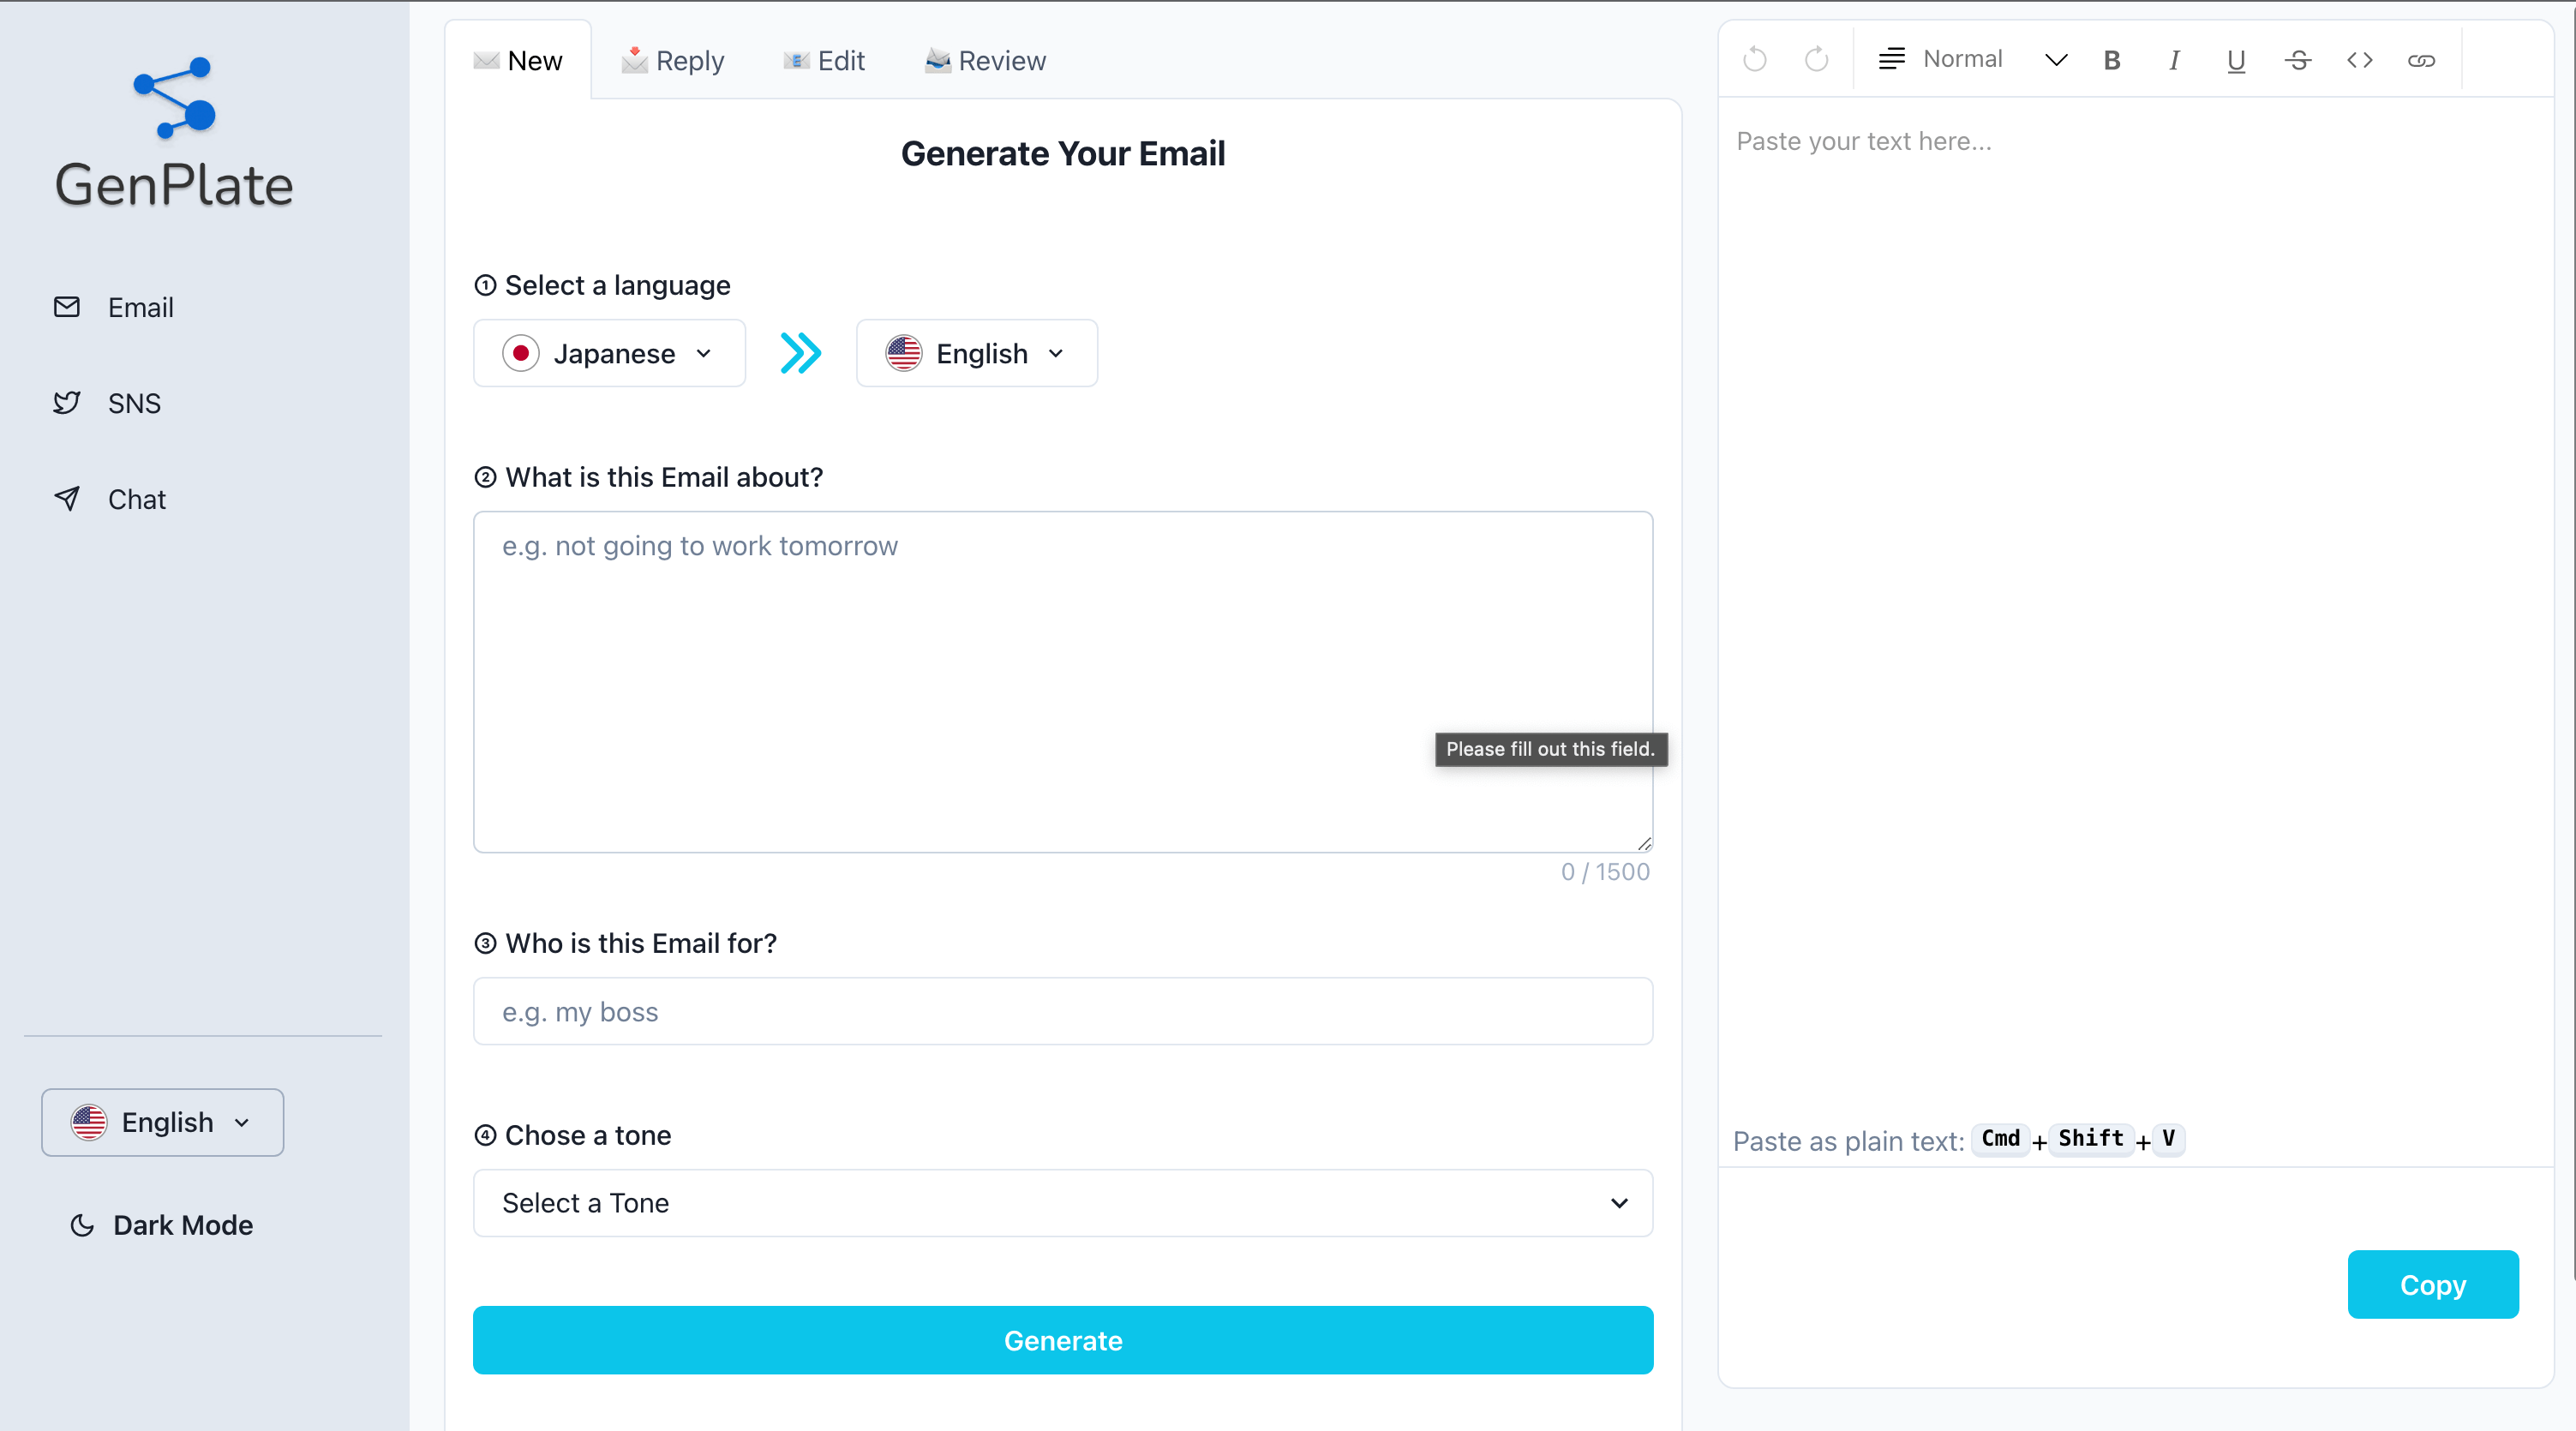 GenPlate
Email
SNS
Chat
English
Dark Mode
New
Reply
Edit
Review
Generate Your Email
① Select a language
Japanese
English
② What is this Email about?
e.g. not going to work tomorrow
Please fill out this field.
0 / 1500
③ Who is this Email for?
e.g. my boss
④ Chose a tone
Select a Tone
Generate
Normal
B
I
U
S
Paste your text here...
Paste as plain text: Cmd+Shift+V
Copy